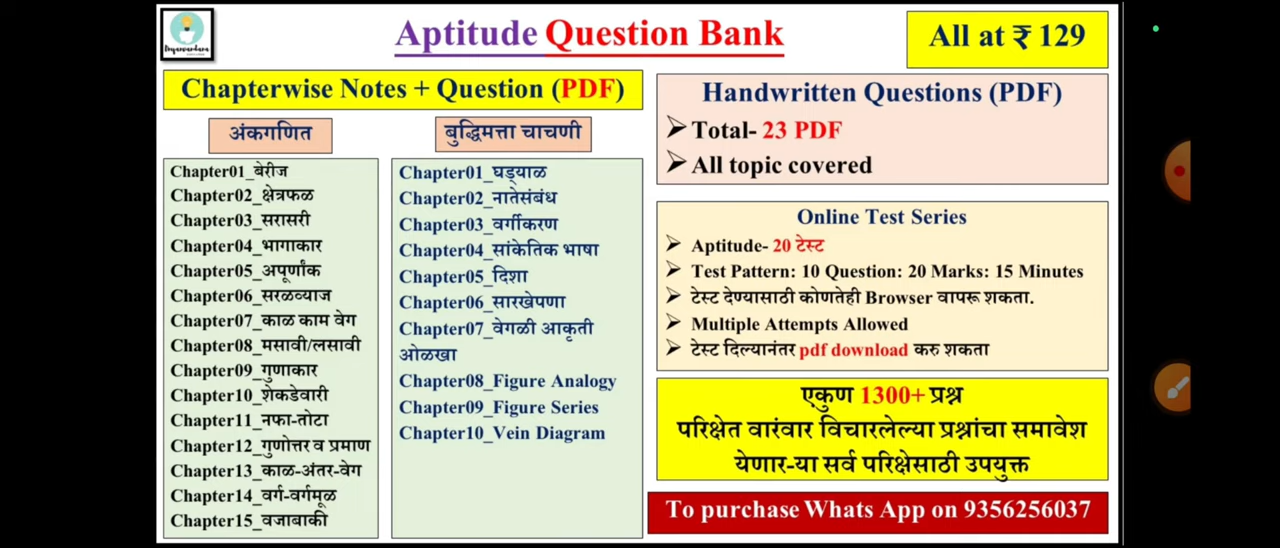 Dnyanvardana
Aptitude Question Bank
All at ₹ 129
Chapterwise Notes + Question (PDF)
अंकगणित
Chapter01_बेरीज
Chapter02_क्षेत्रफळ
Chapter03_सरासरी
Chapter04_भागाकार
Chapter05_अपूर्णांक
Chapter06_सरळव्याज
Chapter07_काळ काम वेग
Chapter08_मसावी/लसावी
Chapter09_गुणाकार
Chapter10_शेकडेवारी
Chapter11_नफा-तोटा
Chapter12_गुणोत्तर व प्रमाण
Chapter13_काळ-अंतर-वेग
Chapter14_वर्ग-वर्गमूळ
Chapter15_वजाबाकी
बुद्धिमत्ता चाचणी
Chapter01_घड्याळ
Chapter02_नातेसंबंध
Chapter03_वर्गीकरण
Chapter04_सांकेतिक भाषा
Chapter05_दिशा
Chapter06_सारखेपणा
Chapter07_वेगळी आकृती
ओळखा
Chapter08_Figure Analogy
Chapter09_Figure Series
Chapter10_Vein Diagram
Handwritten Questions (PDF)
Total- 23 PDF
All topic covered
Online Test Series
Aptitude- 20 टेस्ट
Test Pattern: 10 Question: 20 Marks: 15 Minutes
टेस्ट देण्यासाठी कोणतेही Browser वापरू शकता.
Multiple Attempts Allowed
टेस्ट दिल्यानंतर pdf download करु शकता
एकुण 1300+ प्रश्न
परिक्षेत वारंवार विचारलेल्या प्रश्नांचा समावेश
येणार-या सर्व परिक्षेसाठी उपयुक्त
To purchase Whats App on 9356256037